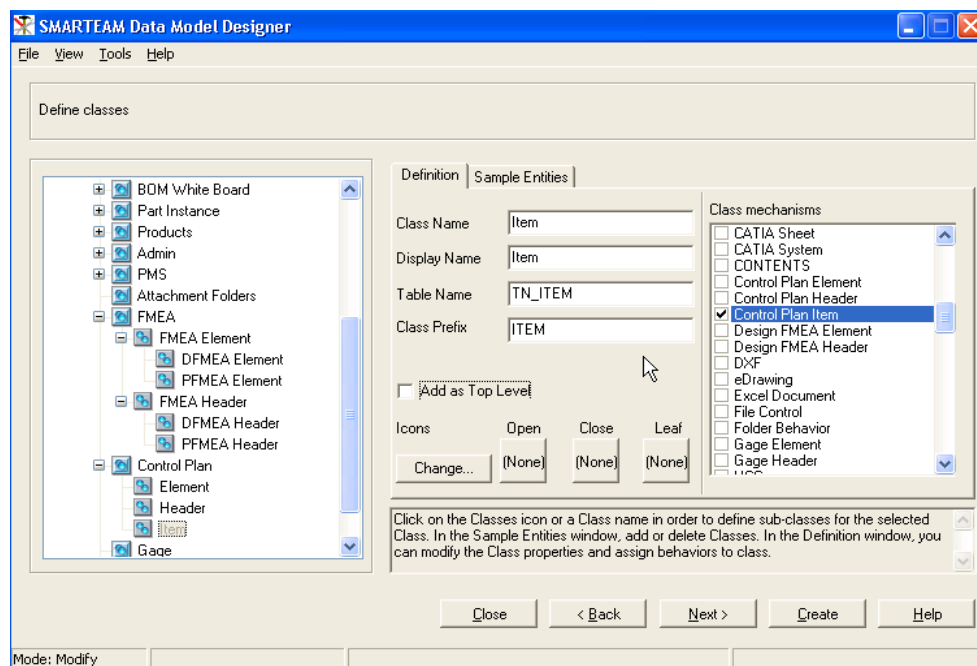 SMARTEAM Data Model Designer
File View Tools Help
Define classes
BOM White Board
Part Instance
Products
Admin
PMS
Attachment Folders
FMEA
FMEA Element
DFMEA Element
PFMEA Element
FMEA Header
DFMEA Header
PFMEA Header
Control Plan
Element
Header
Item
Gage
Definition Sample Entities
Class Name Item
Display Name Item
Table Name TN_ITEM
Class Prefix ITEM
Add as Top Level
Icons Open Close Leaf
Change... (None) (None) (None)
Class mechanisms
CATIA Sheet
CATIA System
CONTENTS
Control Plan Element
Control Plan Header
Control Plan Item
Design FMEA Element
Design FMEA Header
DXF
eDrawing
Excel Document
File Control
Folder Behavior
Gage Element
Gage Header
Click on the Classes icon or a Class name in order to define sub-classes for the selected
Class. In the Sample Entities window, add or delete Classes. In the Definition window, you
can modify the Class properties and assign behaviors to class.
Close < Back Next > Create Help
Mode: Modify